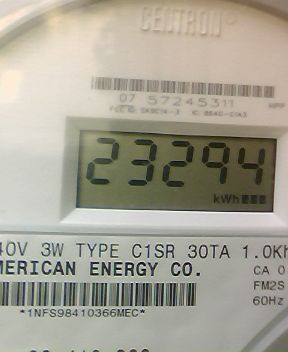 CENTRON®
07 57245311
23294
kWh
40V 3W TYPE C1SR 30TA 1.0Kh
MERICAN ENERGY CO.
CA 0
FM2S
60Hz
*1NFS98410366MEC*